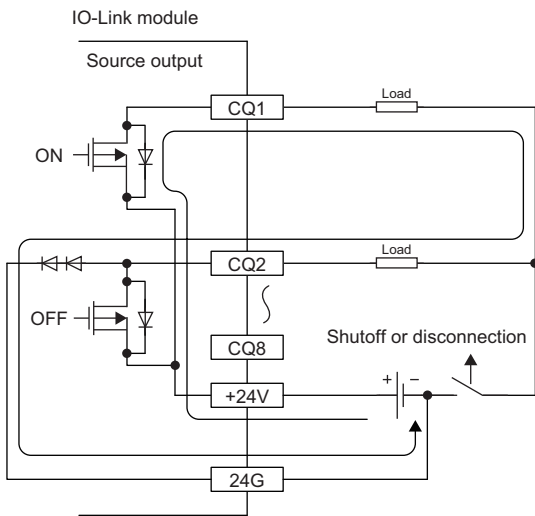 IO-Link module
Source output
CQ1
Load
ON
CQ2
Load
OFF
CQ8
Shutoff or disconnection
+ −
+24V
24G